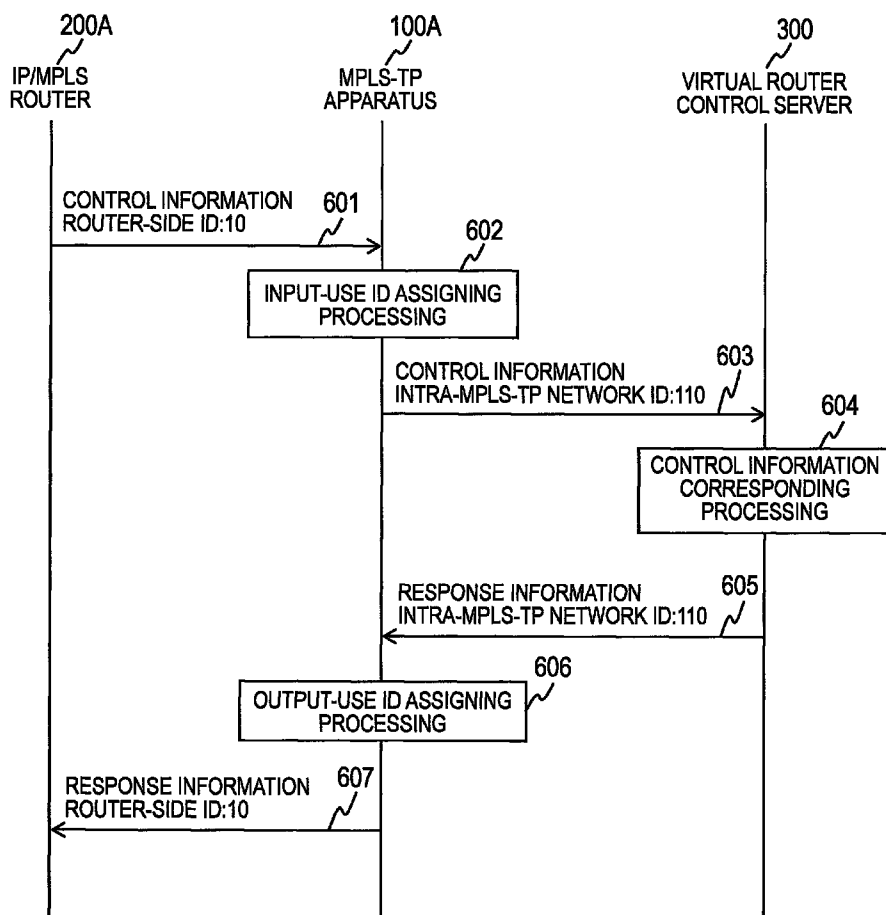 200A
100A
300
IP/MPLS
ROUTER
MPLS-TP
APPARATUS
VIRTUAL ROUTER
CONTROL SERVER
CONTROL INFORMATION
ROUTER-SIDE ID:10
601
602
INPUT-USE ID ASSIGNING
PROCESSING
CONTROL INFORMATION
INTRA-MPLS-TP NETWORK ID:110
603
604
CONTROL INFORMATION
CORRESPONDING
PROCESSING
RESPONSE INFORMATION
INTRA-MPLS-TP NETWORK ID:110
605
606
OUTPUT-USE ID ASSIGNING
PROCESSING
RESPONSE INFORMATION
ROUTER-SIDE ID:10
607